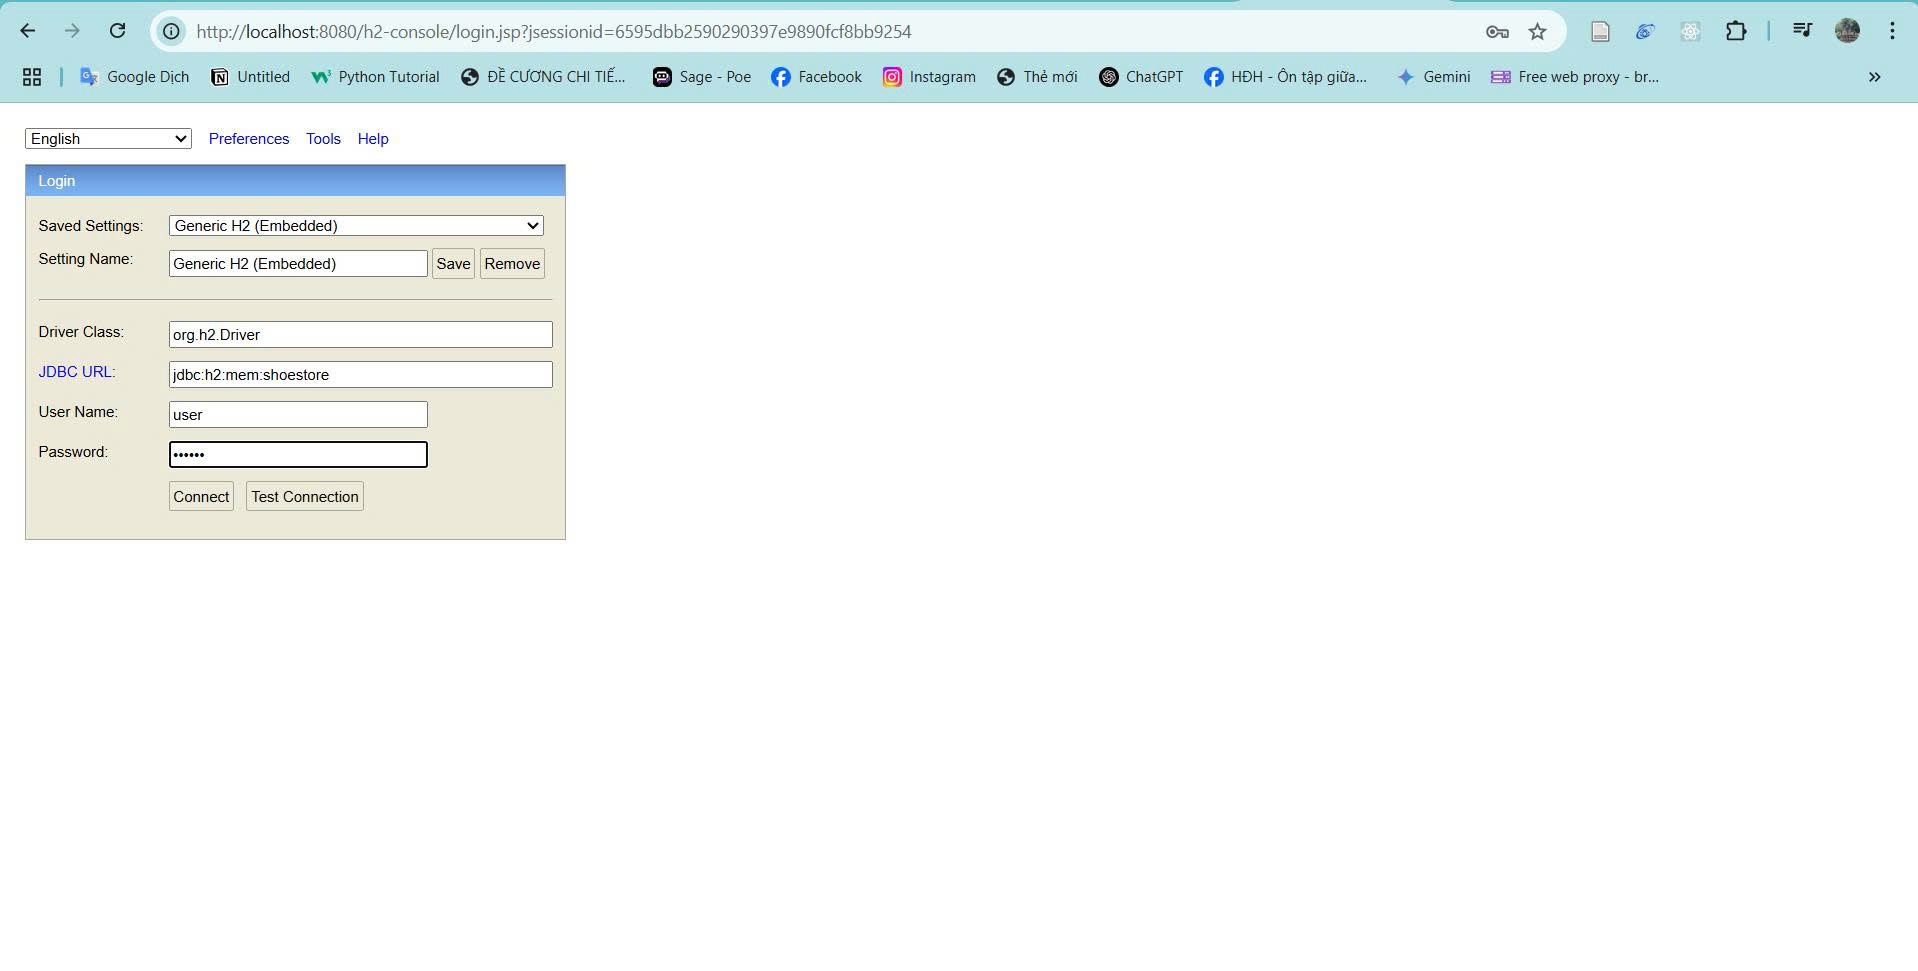 http://localhost:8080/h2-console/login.jsp?jsessionid=6595dbb2590290397e9890fcf8bb9254
Google Dịch Untitled Python Tutorial ĐỀ CƯƠNG CHI TIẾ... Sage - Poe Facebook Instagram Thẻ mới ChatGPT HĐH - Ôn tập giữa... Gemini Free web proxy - br...
English Preferences Tools Help
Login
Saved Settings: Generic H2 (Embedded)
Setting Name: Generic H2 (Embedded) Save Remove
Driver Class: org.h2.Driver
JDBC URL: jdbc:h2:mem:shoestore
User Name: user
Password: ••••••
Connect Test Connection